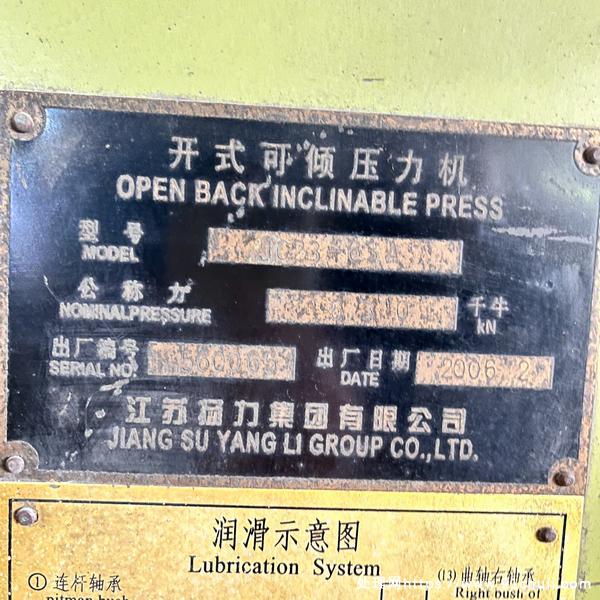 开式可倾压力机
OPEN BACK INCLINABLE PRESS
型号
MODEL
公称力
NOMINALPRESSURE
千牛
kN
出厂编号
SERIAL NO
出厂日期
DATE
2006.2
江苏扬力集团有限公司
JIANG SU YANG LI GROUP CO.,LTD.
润滑示意图
Lubrication System
① 连杆轴承
pitman bush
(13) 曲轴右轴承
Right bush of